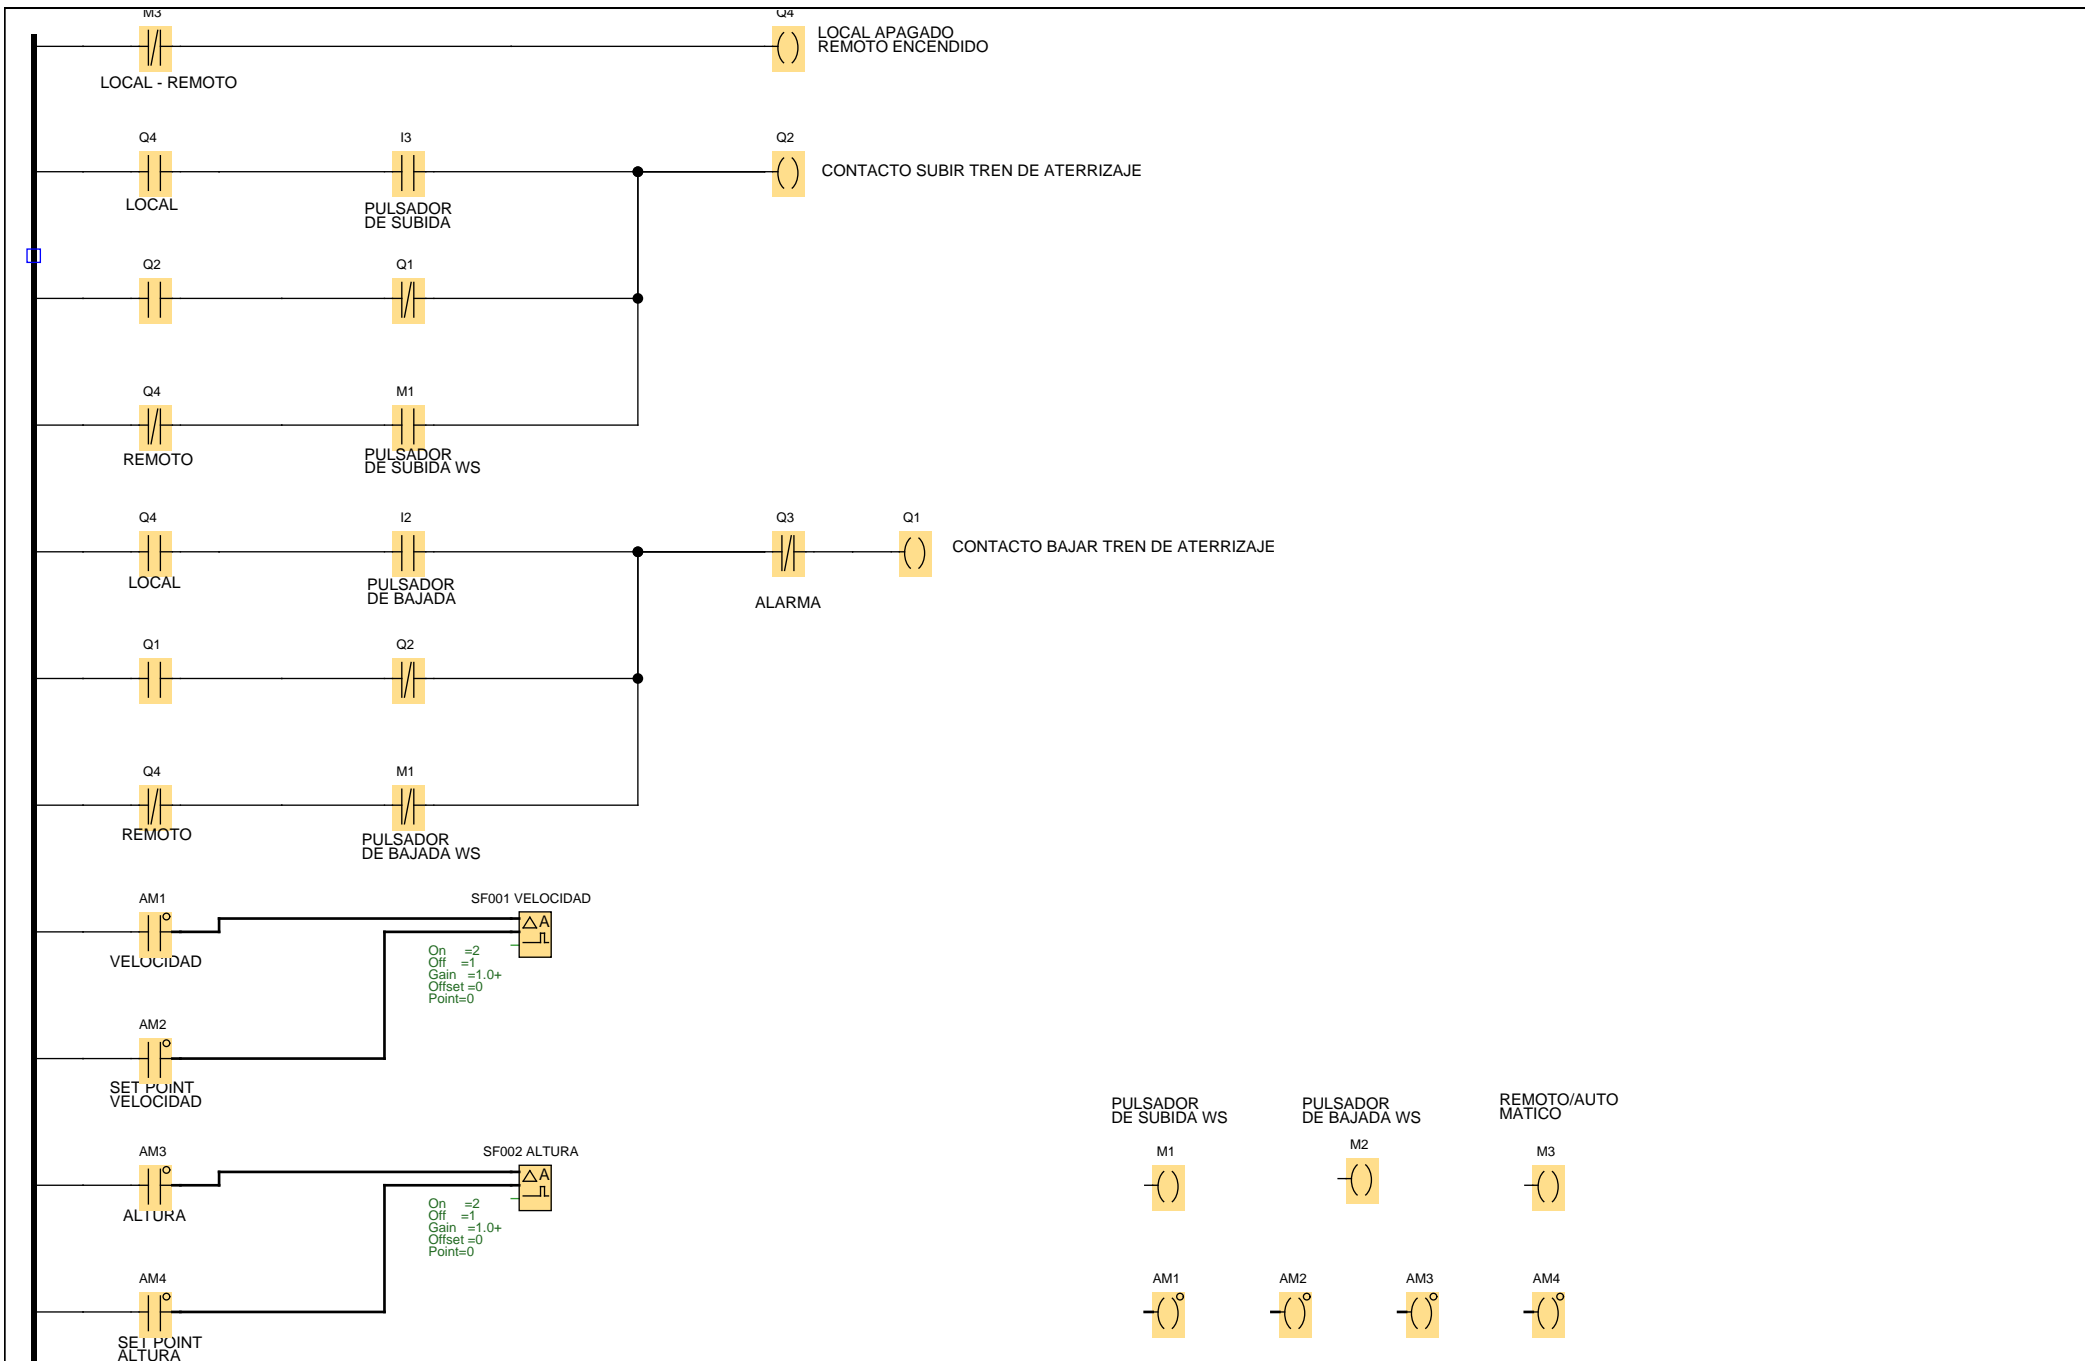 M3
Q4
LOCAL APAGADO
REMOTO ENCENDIDO
LOCAL - REMOTO
Q4
I3
Q2
CONTACTO SUBIR TREN DE ATERRIZAJE
LOCAL
PULSADOR
DE SUBIDA
Q2
Q1
Q4
M1
REMOTO
PULSADOR
DE SUBIDA WS
Q4
I2
Q3
Q1
CONTACTO BAJAR TREN DE ATERRIZAJE
LOCAL
PULSADOR
DE BAJADA
ALARMA
Q1
Q2
Q4
M1
REMOTO
PULSADOR
DE BAJADA WS
AM1
SF001 VELOCIDAD
A
VELOCIDAD
On =2
Off =1
Gain =1.0+
Offset =0
Point=0
AM2
SET POINT
VELOCIDAD
PULSADOR
DE SUBIDA WS
PULSADOR
DE BAJADA WS
REMOTO/AUTO
MATICO
AM3
SF002 ALTURA
A
M1
M2
M3
ALTURA
On =2
Off =1
Gain =1.0+
Offset =0
Point=0
AM4
AM1
AM2
AM3
AM4
SET POINT
ALTURA